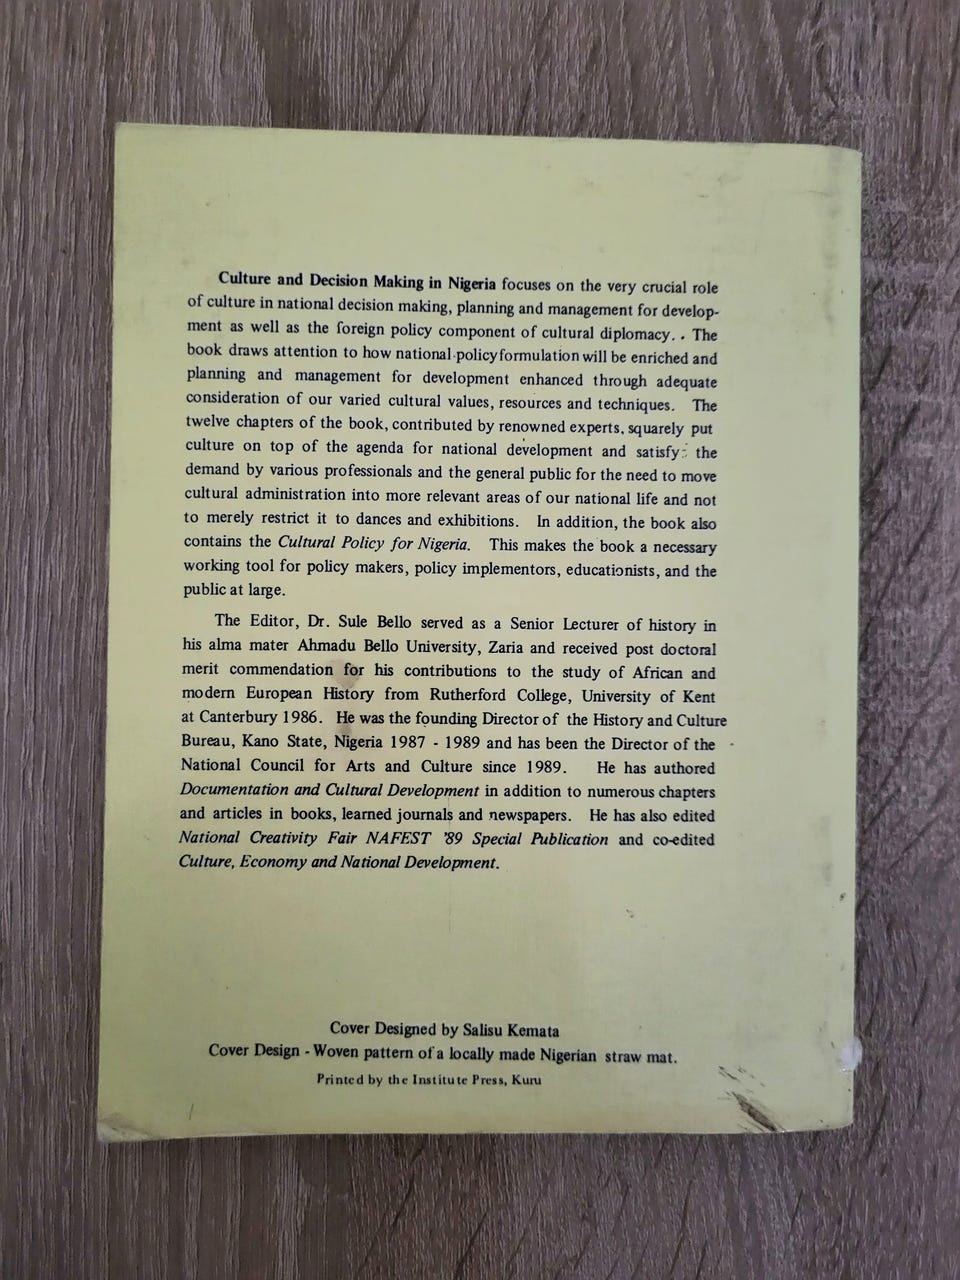 Culture and Decision Making in Nigeria focuses on the very crucial role
of culture in national decision making, planning and management for develop-
ment as well as the foreign policy component of cultural diplomacy. . The
book draws attention to how national policy formulation will be enriched and
planning and management for development enhanced through adequate
consideration of our varied cultural values, resources and techniques. The
twelve chapters of the book, contributed by renowned experts, squarely put
culture on top of the agenda for national development and satisfy the
demand by various professionals and the general public for the need to move
cultural administration into more relevant areas of our national life and not
to merely restrict it to dances and exhibitions. In addition, the book also
contains the Cultural Policy for Nigeria. This makes the book a necessary
working tool for policy makers, policy implementors, educationists, and the
public at large.
The Editor, Dr. Sule Bello served as a Senior Lecturer of history in
his alma mater Ahmadu Bello University, Zaria and received post doctoral
merit commendation for his contributions to the study of African and
modern European History from Rutherford College, University of Kent
at Canterbury 1986. He was the founding Director of the History and Culture
Bureau, Kano State, Nigeria 1987 - 1989 and has been the Director of the
National Council for Arts and Culture since 1989. He has authored
Documentation and Cultural Development in addition to numerous chapters
and articles in books, learned journals and newspapers. He has also edited
National Creativity Fair NAFEST '89 Special Publication and co-edited
Culture, Economy and National Development.
Cover Designed by Salisu Kemata
Cover Design - Woven pattern of a locally made Nigerian straw mat.
Printed by the Institute Press, Kuru